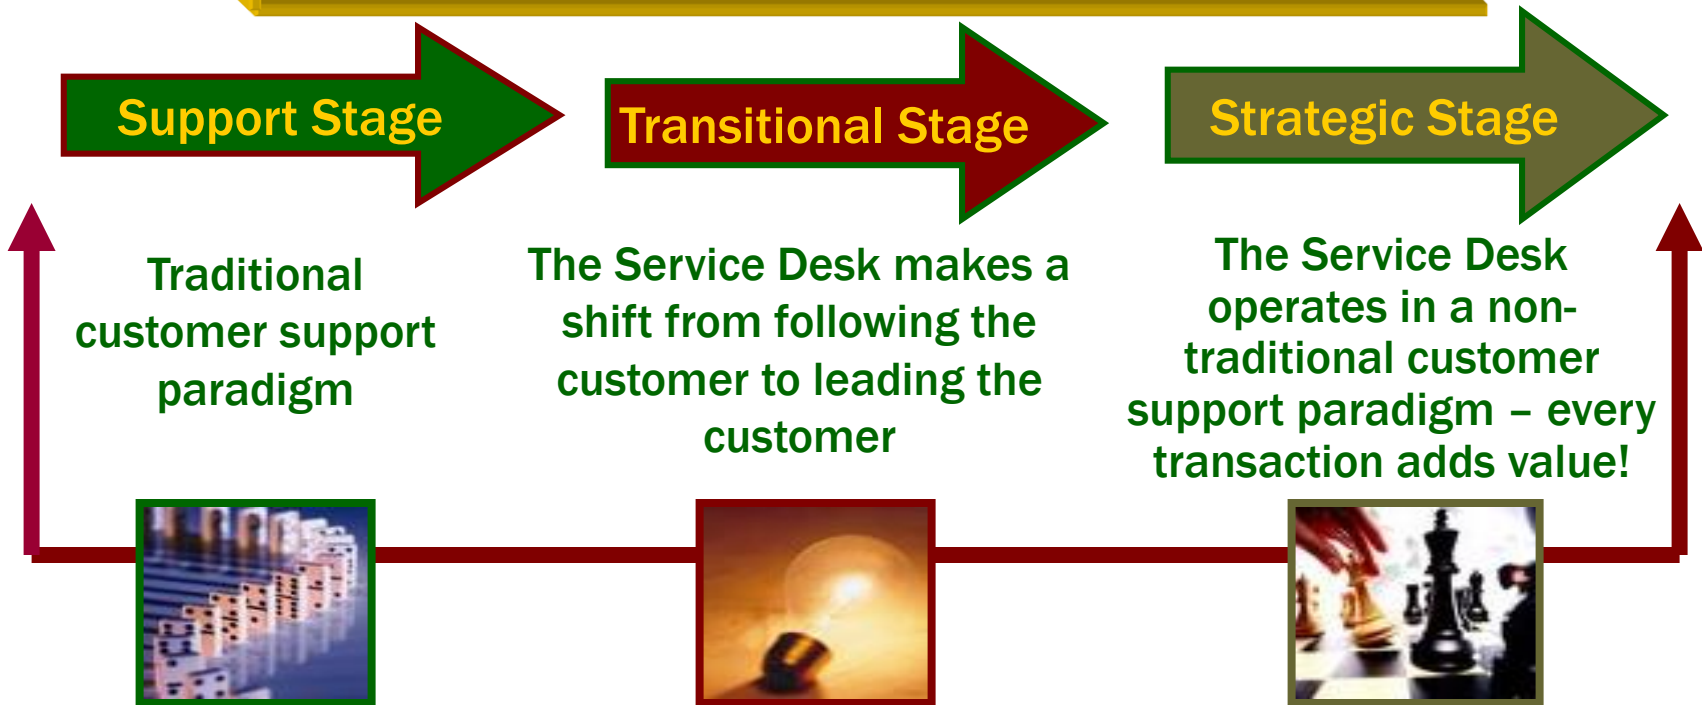 Support Stage
Transitional Stage
Strategic Stage
Traditional
customer support
paradigm
The Service Desk makes a
shift from following the
customer to leading the
customer
The Service Desk
operates in a non-
traditional customer
support paradigm – every
transaction adds value!